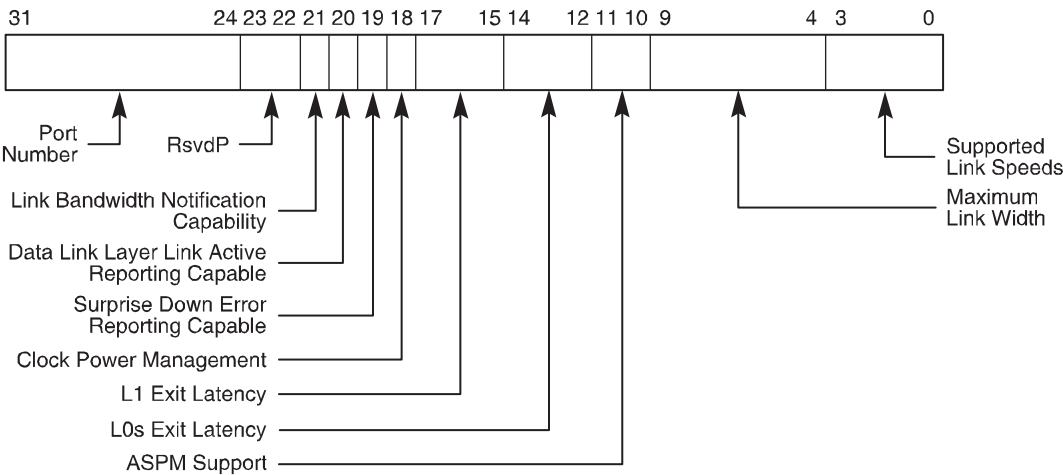 31 24 23 22 21 20 19 18 17 15 14 12 11 10 9 4 3 0
Port
Number
RsvdP
Link Bandwidth Notification
Capability
Data Link Layer Link Active
Reporting Capable
Surprise Down Error
Reporting Capable
Clock Power Management
L1 Exit Latency
L0s Exit Latency
ASPM Support
Supported
Link Speeds
Maximum
Link Width